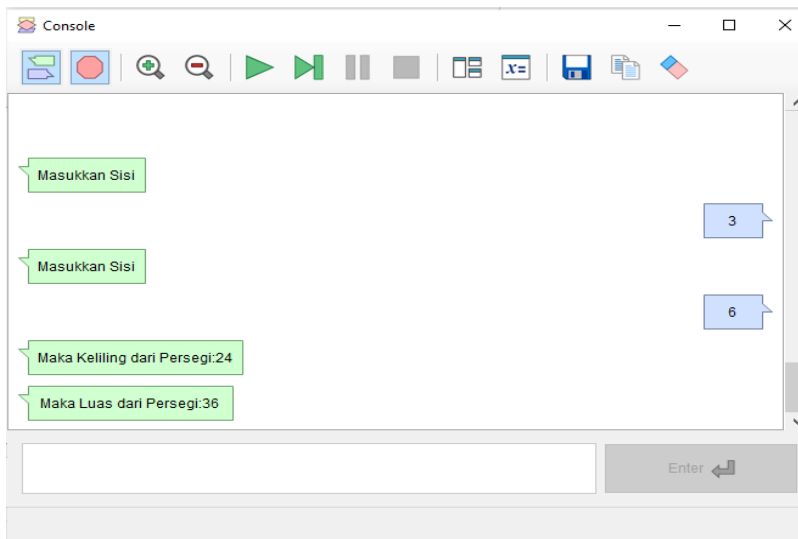 Console
x=
Masukkan Sisi
3
Masukkan Sisi
6
Maka Keliling dari Persegi:24
Maka Luas dari Persegi:36
Enter